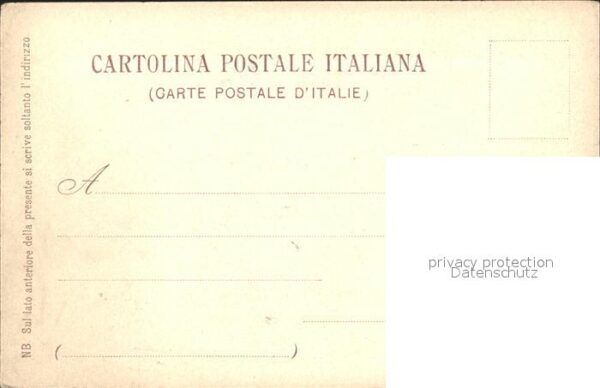 CARTOLINA POSTALE ITALIANA
(CARTE POSTALE D'ITALIE)
NB. Sul lato anteriore della presente si scrive soltanto l'indirizzo
A
privacy protection
Datenschutz
( )